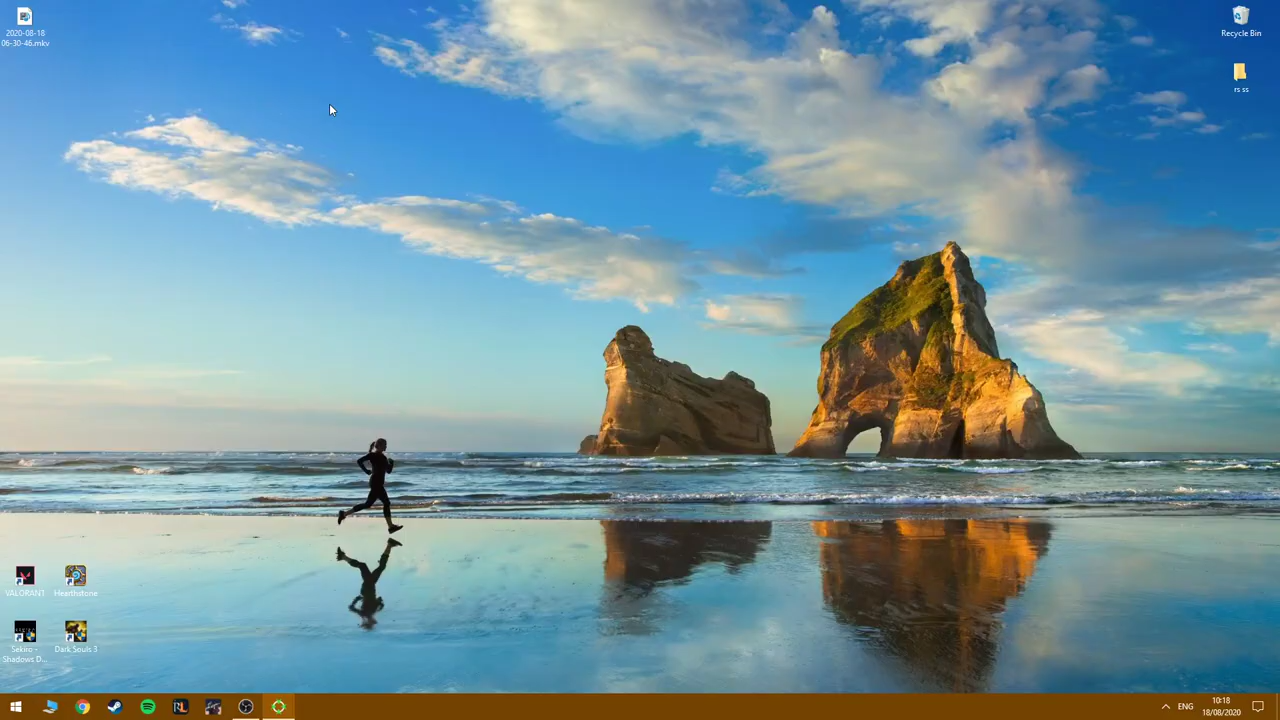 2020-08-18
06-30-46.mkv
Recycle Bin
rs ss
VALORANT
Hearthstone
Sekiro -
Shadows D...
Dark Souls 3
ENG
10:18
18/08/2020